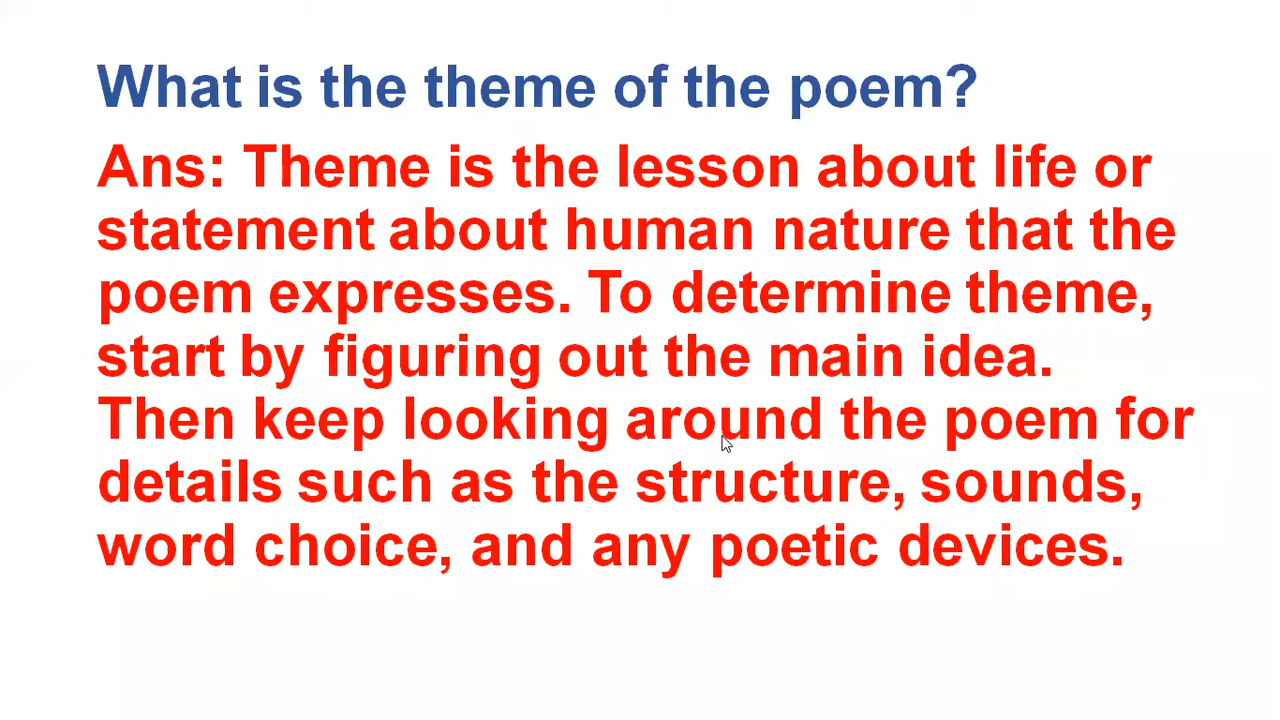 What is the theme of the poem?
Ans: Theme is the lesson about life or
statement about human nature that the
poem expresses. To determine theme,
start by figuring out the main idea.
Then keep looking around the poem for
details such as the structure, sounds,
word choice, and any poetic devices.